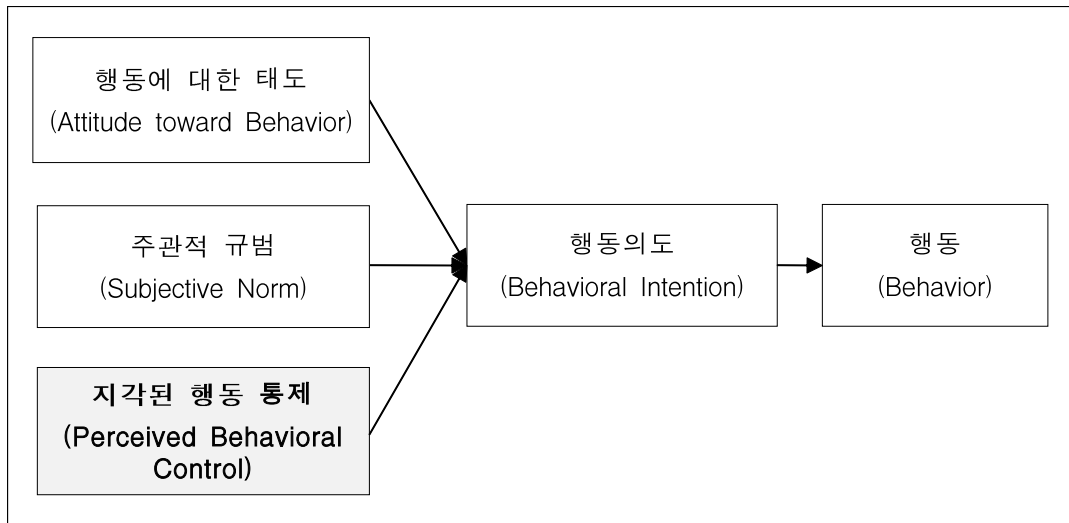 행동에 대한 태도
(Attitude toward Behavior)
주관적 규범
(Subjective Norm)
지각된 행동 통제
(Perceived Behavioral
Control)
행동의도
(Behavioral Intention)
행동
(Behavior)